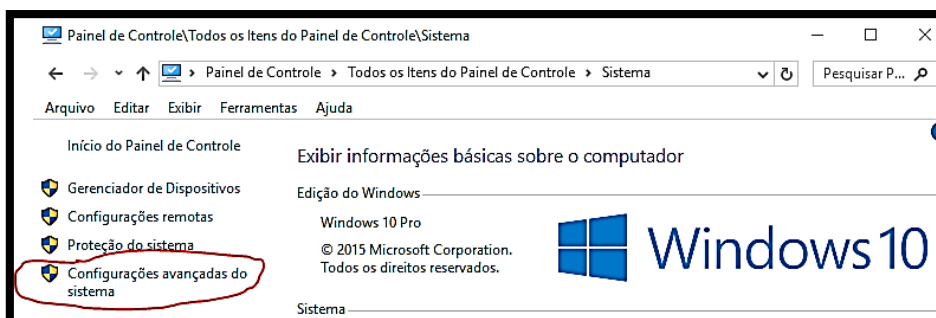 Painel de Controle\Todos os Itens do Painel de Controle\Sistema
Painel de Controle > Todos os Itens do Painel de Controle > Sistema
Pesquisar P...
Arquivo Editar Exibir Ferramentas Ajuda
Início do Painel de Controle
Gerenciador de Dispositivos
Configurações remotas
Proteção do sistema
Configurações avançadas do
sistema
Exibir informações básicas sobre o computador
Edição do Windows
Windows 10 Pro
© 2015 Microsoft Corporation.
Todos os direitos reservados.
Windows 10
Sistema